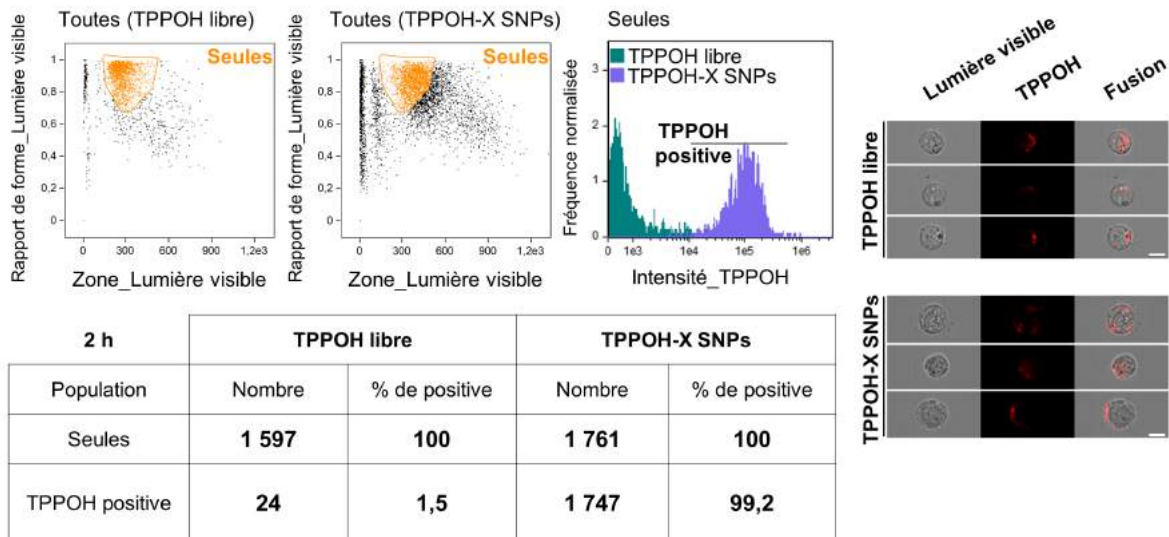 Toutes (TPPOH libre)
Seules
Rapport de forme_Lumière visible
1
0,8
0,6
0,4
0,2
0
0
300
600
900
1,2e3
Zone_Lumière visible
Toutes (TPPOH-X SNPs)
Seules
Rapport de forme_Lumière visible
1
0,8
0,6
0,4
0,2
0
0
300
600
900
1,2e3
Zone_Lumière visible
Seules
TPPOH libre
TPPOH-X SNPs
TPPOH
positive
Fréquence normalisée
3
2
1
0
0
1e3
1e4
1e5
1e6
Intensité_TPPOH
Lumière visible
TPPOH
Fusion
TPPOH libre
TPPOH-X SNPs
2 h TPPOH libre TPPOH-X SNPs
Population Nombre % de positive Nombre % de positive
Seules 1 597 100 1 761 100
TPPOH positive 24 1,5 1 747 99,2